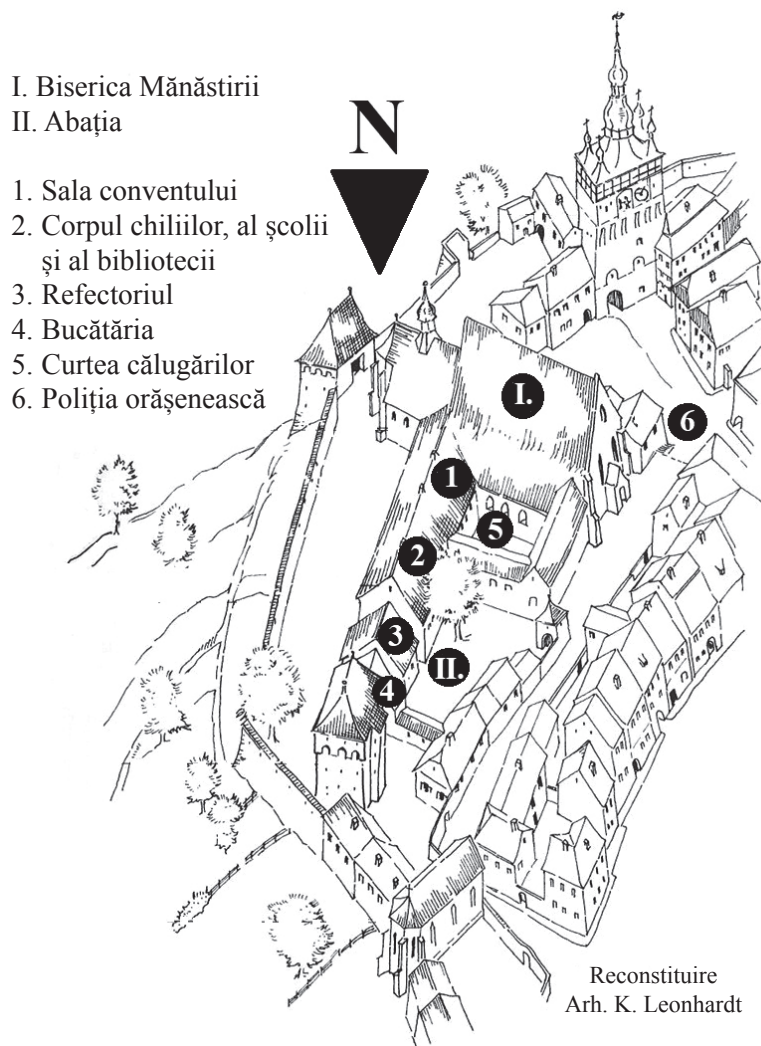 I. Biserica Mănăstirii
II. Abația
N
1. Sala conventului
2. Corpul chiliilor, al școlii
și al bibliotecii
3. Refectoriul
4. Bucătăria
5. Curtea călugărilor
6. Poliția orășenească
I.
6
1
5
2
3
II.
4
Reconstituire
Arh. K. Leonhardt